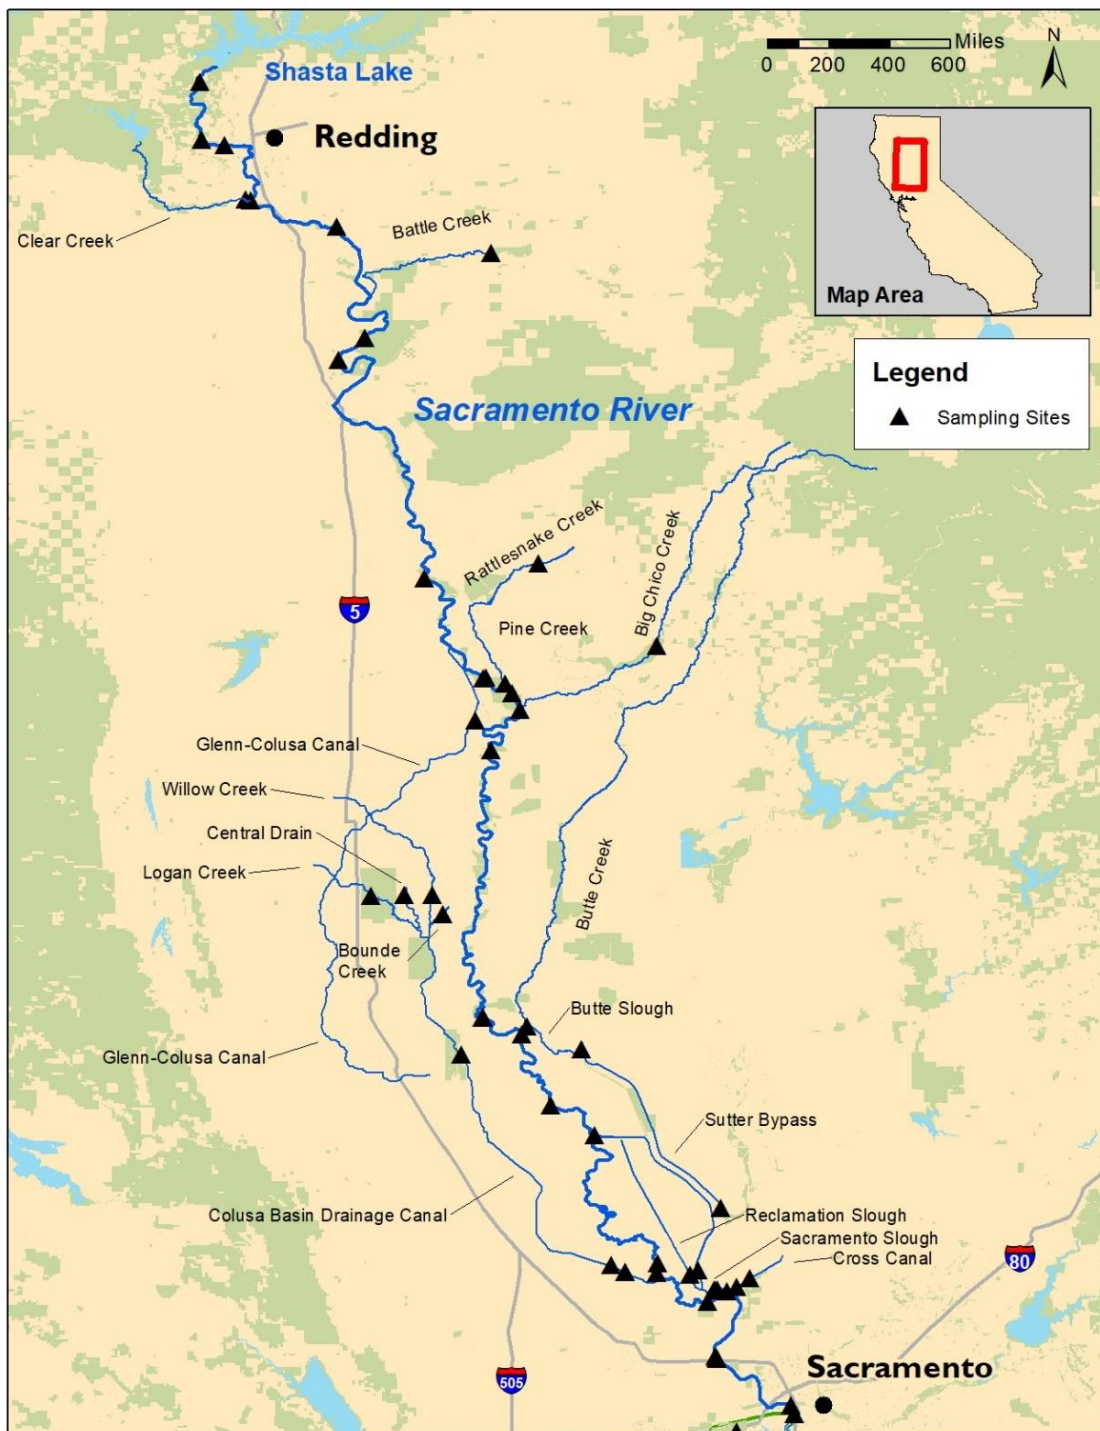 Miles
N
0 200 400 600
Shasta Lake
Redding
Battle Creek
Clear Creek
Map Area
Legend
Sampling Sites
Sacramento River
Rattlesnake Creek
Big Chico Creek
5
Pine Creek
Glenn-Colusa Canal
Willow Creek
Central Drain
Logan Creek
Butte Creek
Bounde
Creek
Butte Slough
Glenn-Colusa Canal
Sutter Bypass
Colusa Basin Drainage Canal
Reclamation Slough
Sacramento Slough
Cross Canal
80
Sacramento
505